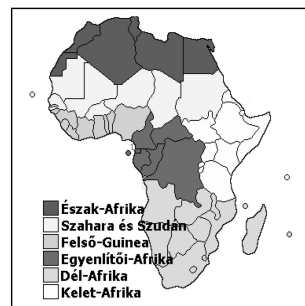 Észak-Afrika
Szahara és Szudán
Felső-Guinea
Egyenlítői-Afrika
Dél-Afrika
Kelet-Afrika